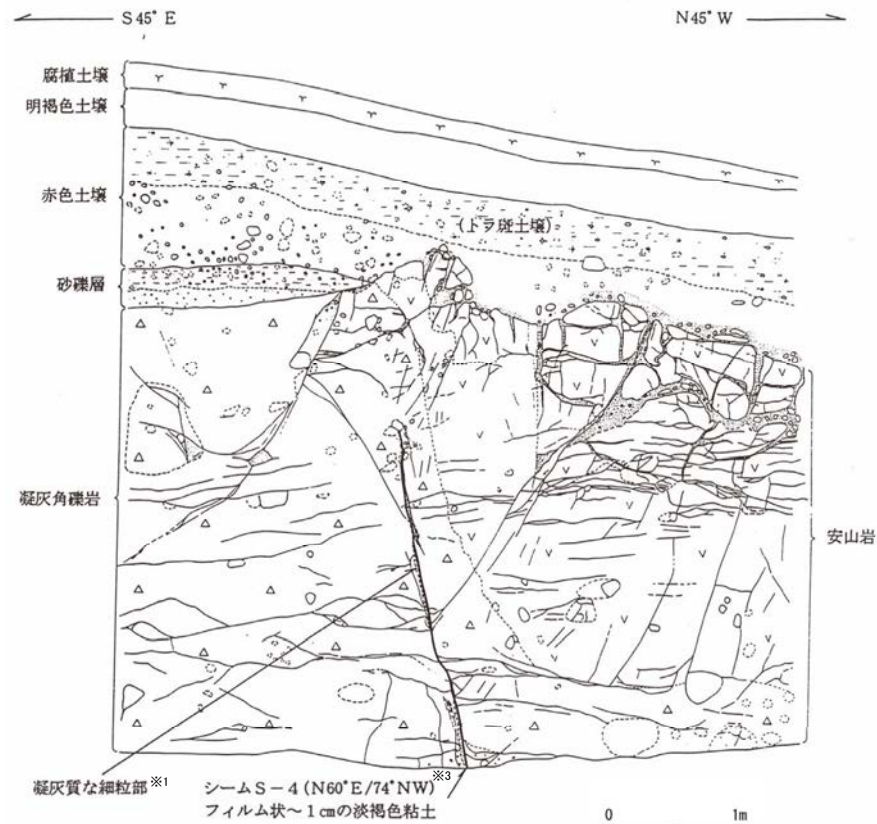 S45°E
N45°W
腐植土壌
明褐色土壌
赤色土壌
(トラ斑土壌)
砂礫層
凝灰角礫岩
安山岩
凝灰質な細粒部※1
シームS-4(N60°E/74°NW)※3
フィルム状~1cmの淡褐色粘土
0 1m